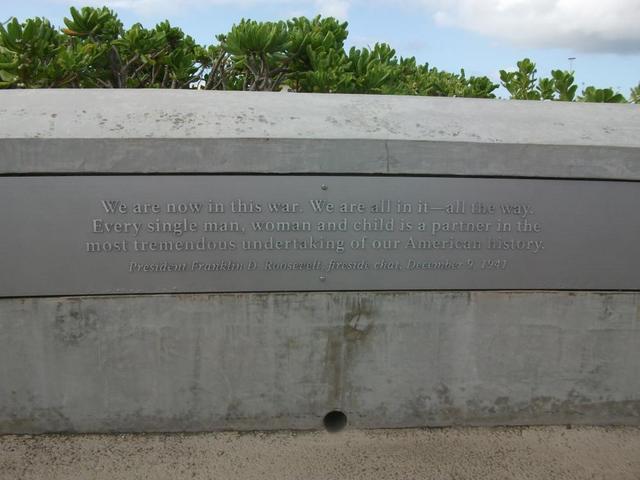 We are now in this war. We are all in it—all the way.
Every single man, woman and child is a partner in the
most tremendous undertaking of our American history.
President Franklin D. Roosevelt, fireside chat, December 9, 1941